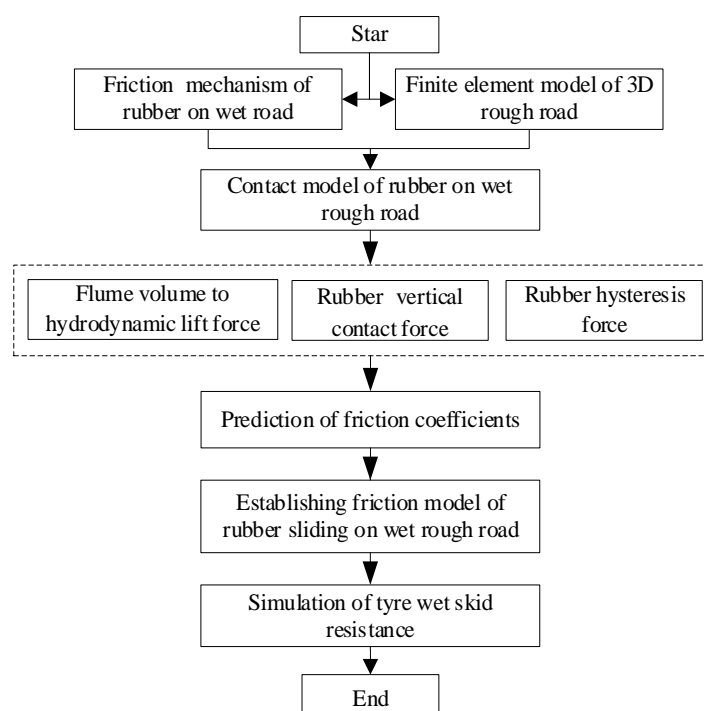 Star
Friction mechanism of
rubber on wet road
Finite element model of 3D
rough road
Contact model of rubber on wet
rough road
Flume volume to
hydrodynamic lift force
Rubber vertical
contact force
Rubber hysteresis
force
Prediction of friction coefficients
Establishing friction model of
rubber sliding on wet rough road
Simulation of tyre wet skid
resistance
End